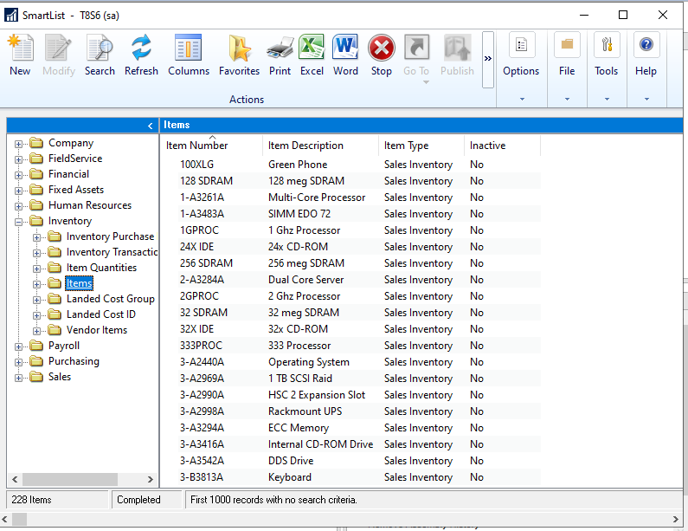 SmartList - T8S6 (sa)
New Modify Search Refresh Columns Favorites Print Excel Word Stop Go To Publish » Options File Tools Help
Actions
Items
Company
FieldService
Financial
Fixed Assets
Human Resources
Inventory
Inventory Purchase
Inventory Transactic
Item Quantities
Items
Landed Cost Group
Landed Cost ID
Vendor Items
Payroll
Purchasing
Sales
Item Number Item Description Item Type Inactive
100XLG Green Phone Sales Inventory No
128 SDRAM 128 meg SDRAM Sales Inventory No
1-A3261A Multi-Core Processor Sales Inventory No
1-A3483A SIMM EDO 72 Sales Inventory No
1GPROC 1 Ghz Processor Sales Inventory No
24X IDE 24x CD-ROM Sales Inventory No
256 SDRAM 256 meg SDRAM Sales Inventory No
2-A3284A Dual Core Server Sales Inventory No
2GPROC 2 Ghz Processor Sales Inventory No
32 SDRAM 32 meg SDRAM Sales Inventory No
32X IDE 32x CD-ROM Sales Inventory No
333PROC 333 Processor Sales Inventory No
3-A2440A Operating System Sales Inventory No
3-A2969A 1 TB SCSI Raid Sales Inventory No
3-A2990A HSC 2 Expansion Slot Sales Inventory No
3-A2998A Rackmount UPS Sales Inventory No
3-A3294A ECC Memory Sales Inventory No
3-A3416A Internal CD-ROM Drive Sales Inventory No
3-A3542A DDS Drive Sales Inventory No
3-B3813A Keyboard Sales Inventory No
228 Items Completed First 1000 records with no search criteria.